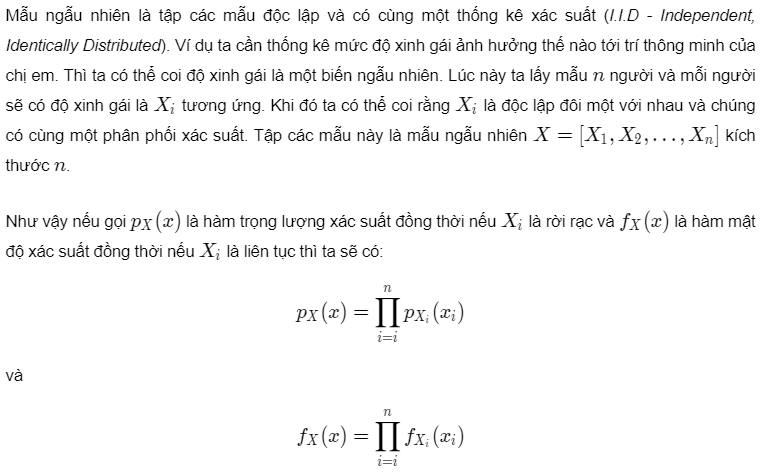 Mẫu ngẫu nhiên là tập các mẫu độc lập và có cùng một thống kê xác suất (I.I.D - Independent,
Identically Distributed). Ví dụ ta cần thống kê mức độ xinh gái ảnh hưởng thế nào tới trí thông minh của
chị em. Thì ta có thể coi độ xinh gái là một biến ngẫu nhiên. Lúc này ta lấy mẫu n người và mỗi người
sẽ có độ xinh gái là X_i tương ứng. Khi đó ta có thể coi rằng X_i là độc lập đôi một với nhau và chúng
có cùng một phân phối xác suất. Tập các mẫu này là mẫu ngẫu nhiên X = [X_1, X_2, . . . , X_n] kích
thước n.
Như vậy nếu gọi p_X(x) là hàm trọng lượng xác suất đồng thời nếu X_i là rời rạc và f_X(x) là hàm mật
độ xác suất đồng thời nếu X_i là liên tục thì ta sẽ có:
p_X(x) = ∏_{i=i}^{n} p_{X_i}(x_i)
và
f_X(x) = ∏_{i=i}^{n} f_{X_i}(x_i)